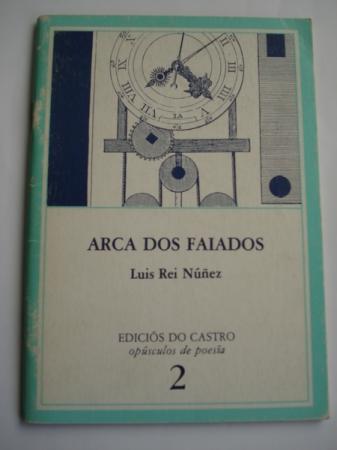 ARCA DOS FAIADOS
Luis Rei Núñez
EDICIÓS DO CASTRO
opúsculos de poesía
2